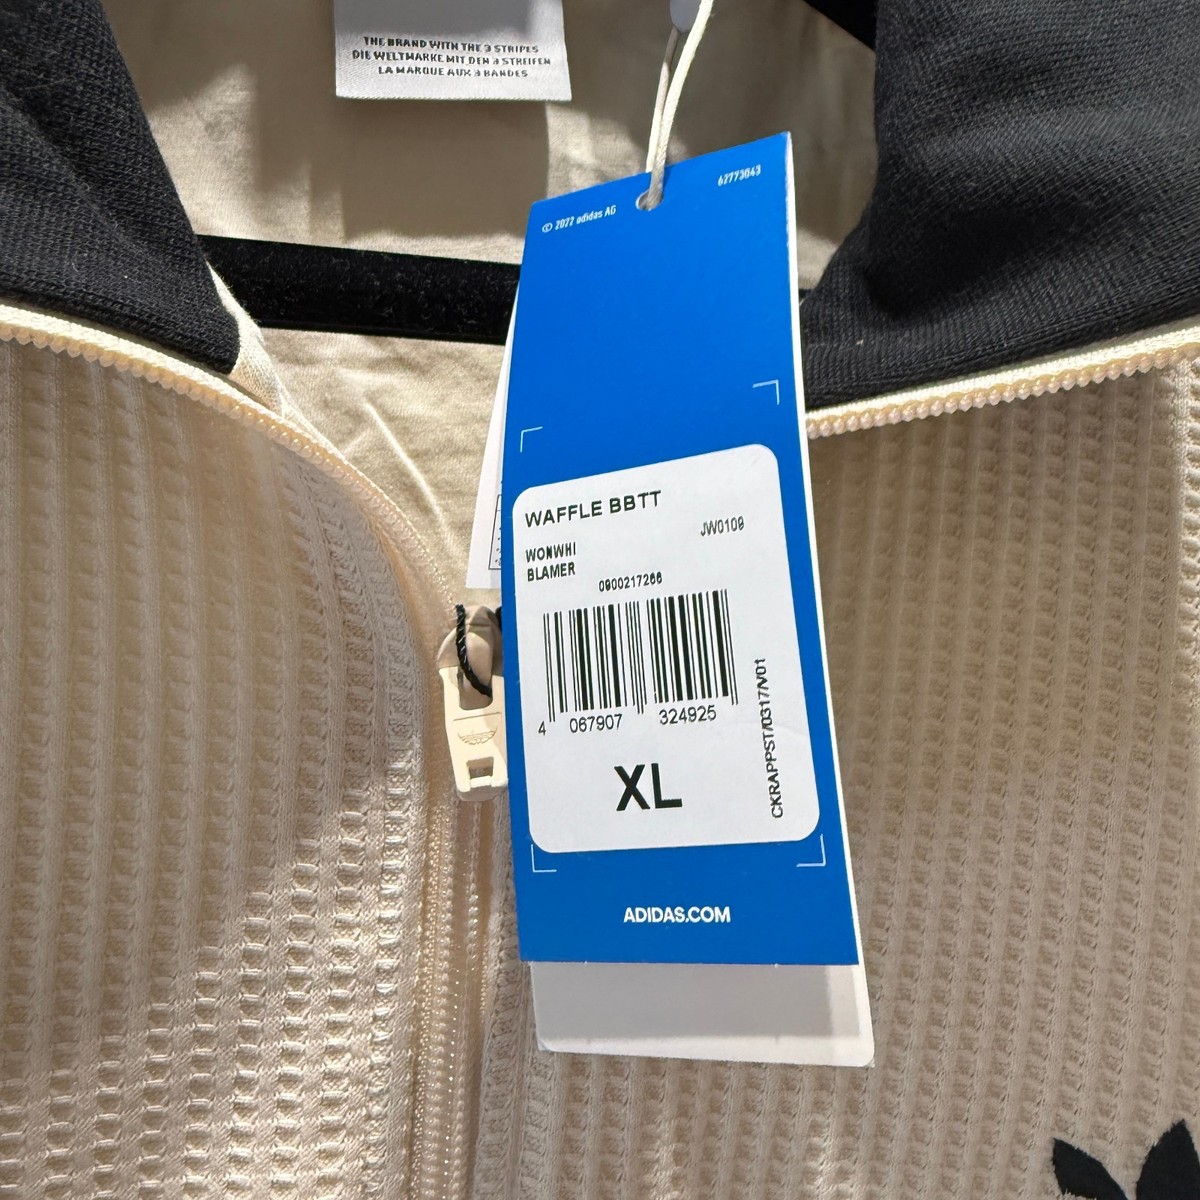 THE BRAND WITH THE 3 STRIPES
DIE WELTMARKE MIT DEN 3 STREIFEN
LA MARQUE AUX 3 BANDES
© 2022 adidas AG
62773043
WAFFLE BBTT
JW0109
WONWHI
BLAMER
0900217266
4 067907 324925
XL
CKRAPPST/0317/V01
ADIDAS.COM